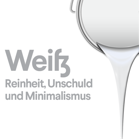 Weiß
Reinheit, Unschuld
und Minimalismus